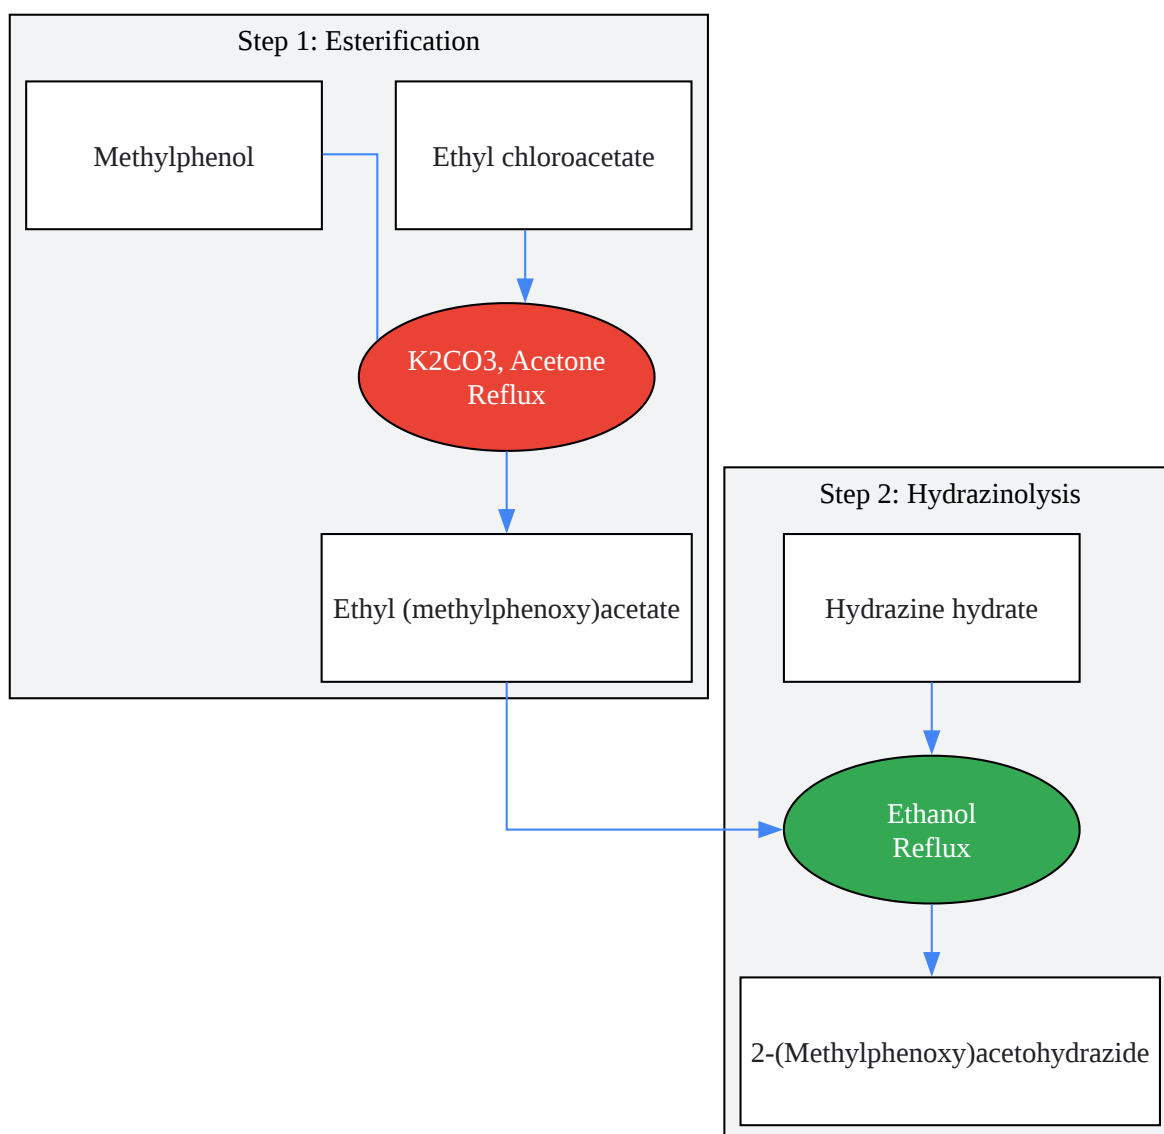 Step 1: Esterification
Methylphenol
Ethyl chloroacetate
K2CO3, Acetone
Reflux
Ethyl (methylphenoxy)acetate
Step 2: Hydrazinolysis
Hydrazine hydrate
Ethanol
Reflux
2-(Methylphenoxy)acetohydrazide